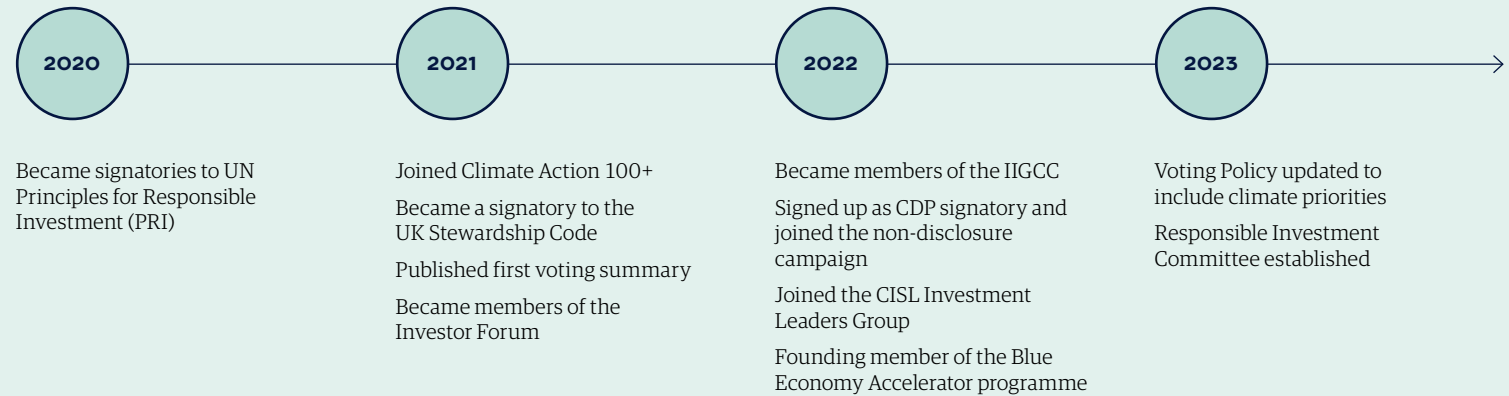 2020
Became signatories to UN
Principles for Responsible
Investment (PRI)
2021
Joined Climate Action 100+
Became a signatory to the
UK Stewardship Code
Published first voting summary
Became members of the
Investor Forum
2022
Became members of the IIGCC
Signed up as CDP signatory and
joined the non-disclosure
campaign
Joined the CISL Investment
Leaders Group
Founding member of the Blue
Economy Accelerator programme
2023
Voting Policy updated to
include climate priorities
Responsible Investment
Committee established